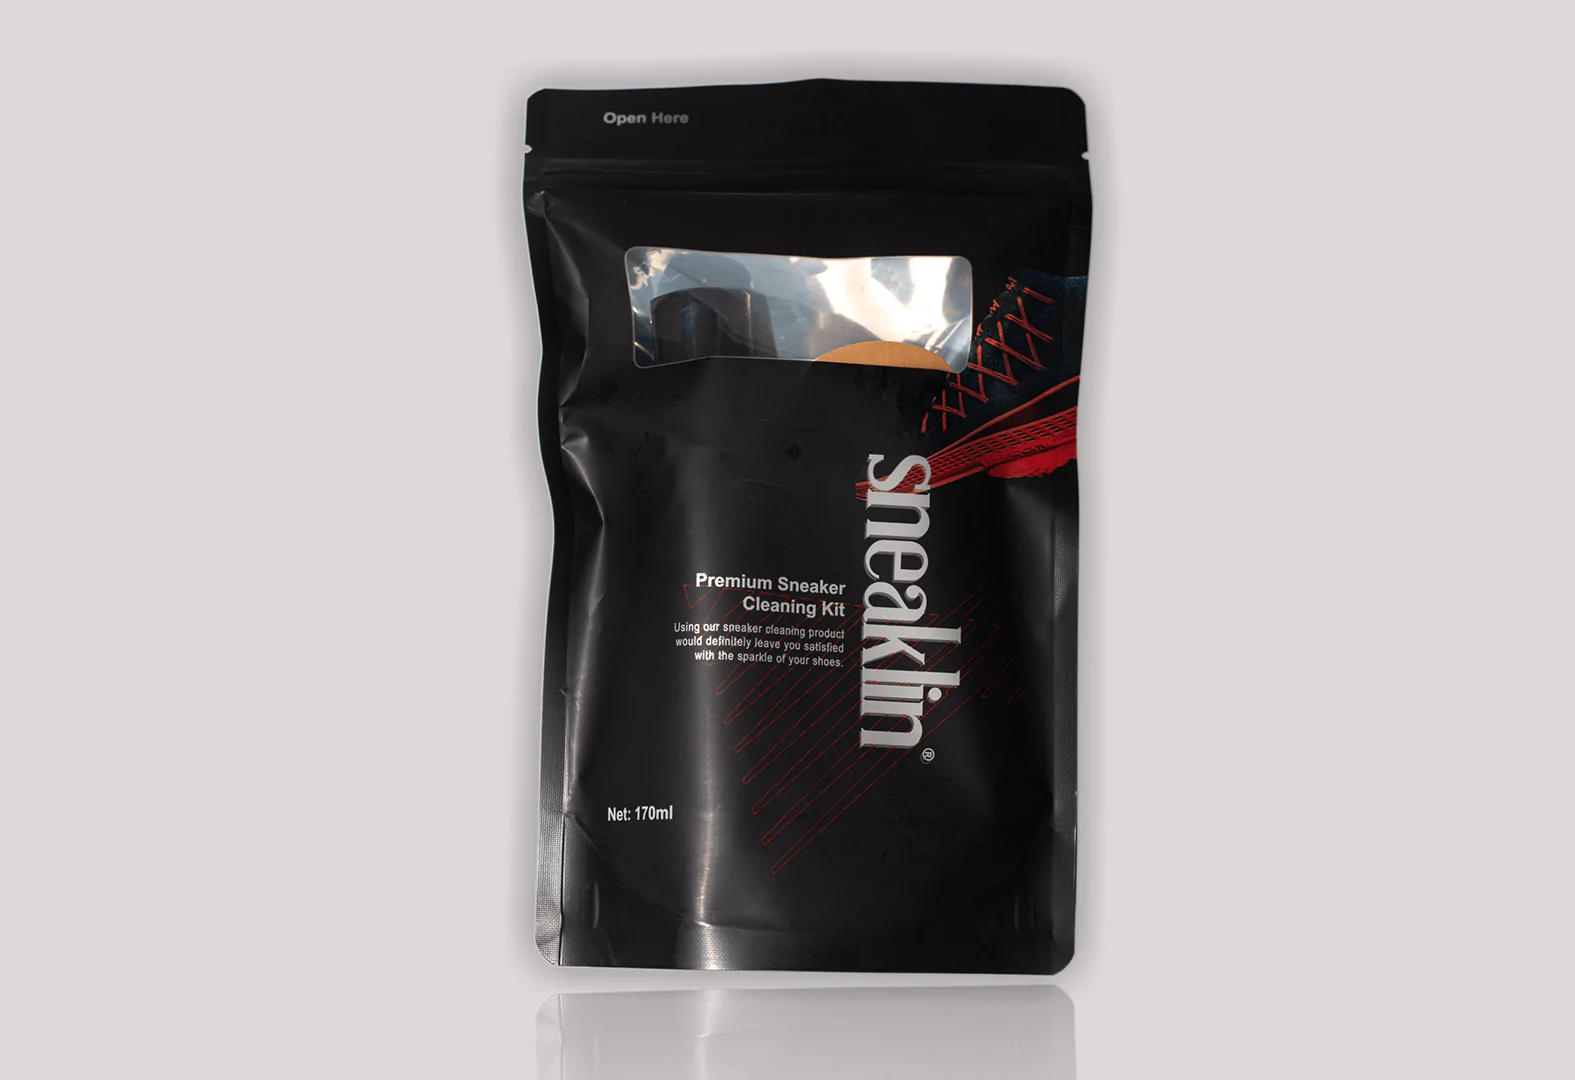 Open Here
sneaklin®
Premium Sneaker
Cleaning Kit
Using our sneaker cleaning product
would definitely leave you satisfied
with the sparkle of your shoes.
Net: 170ml